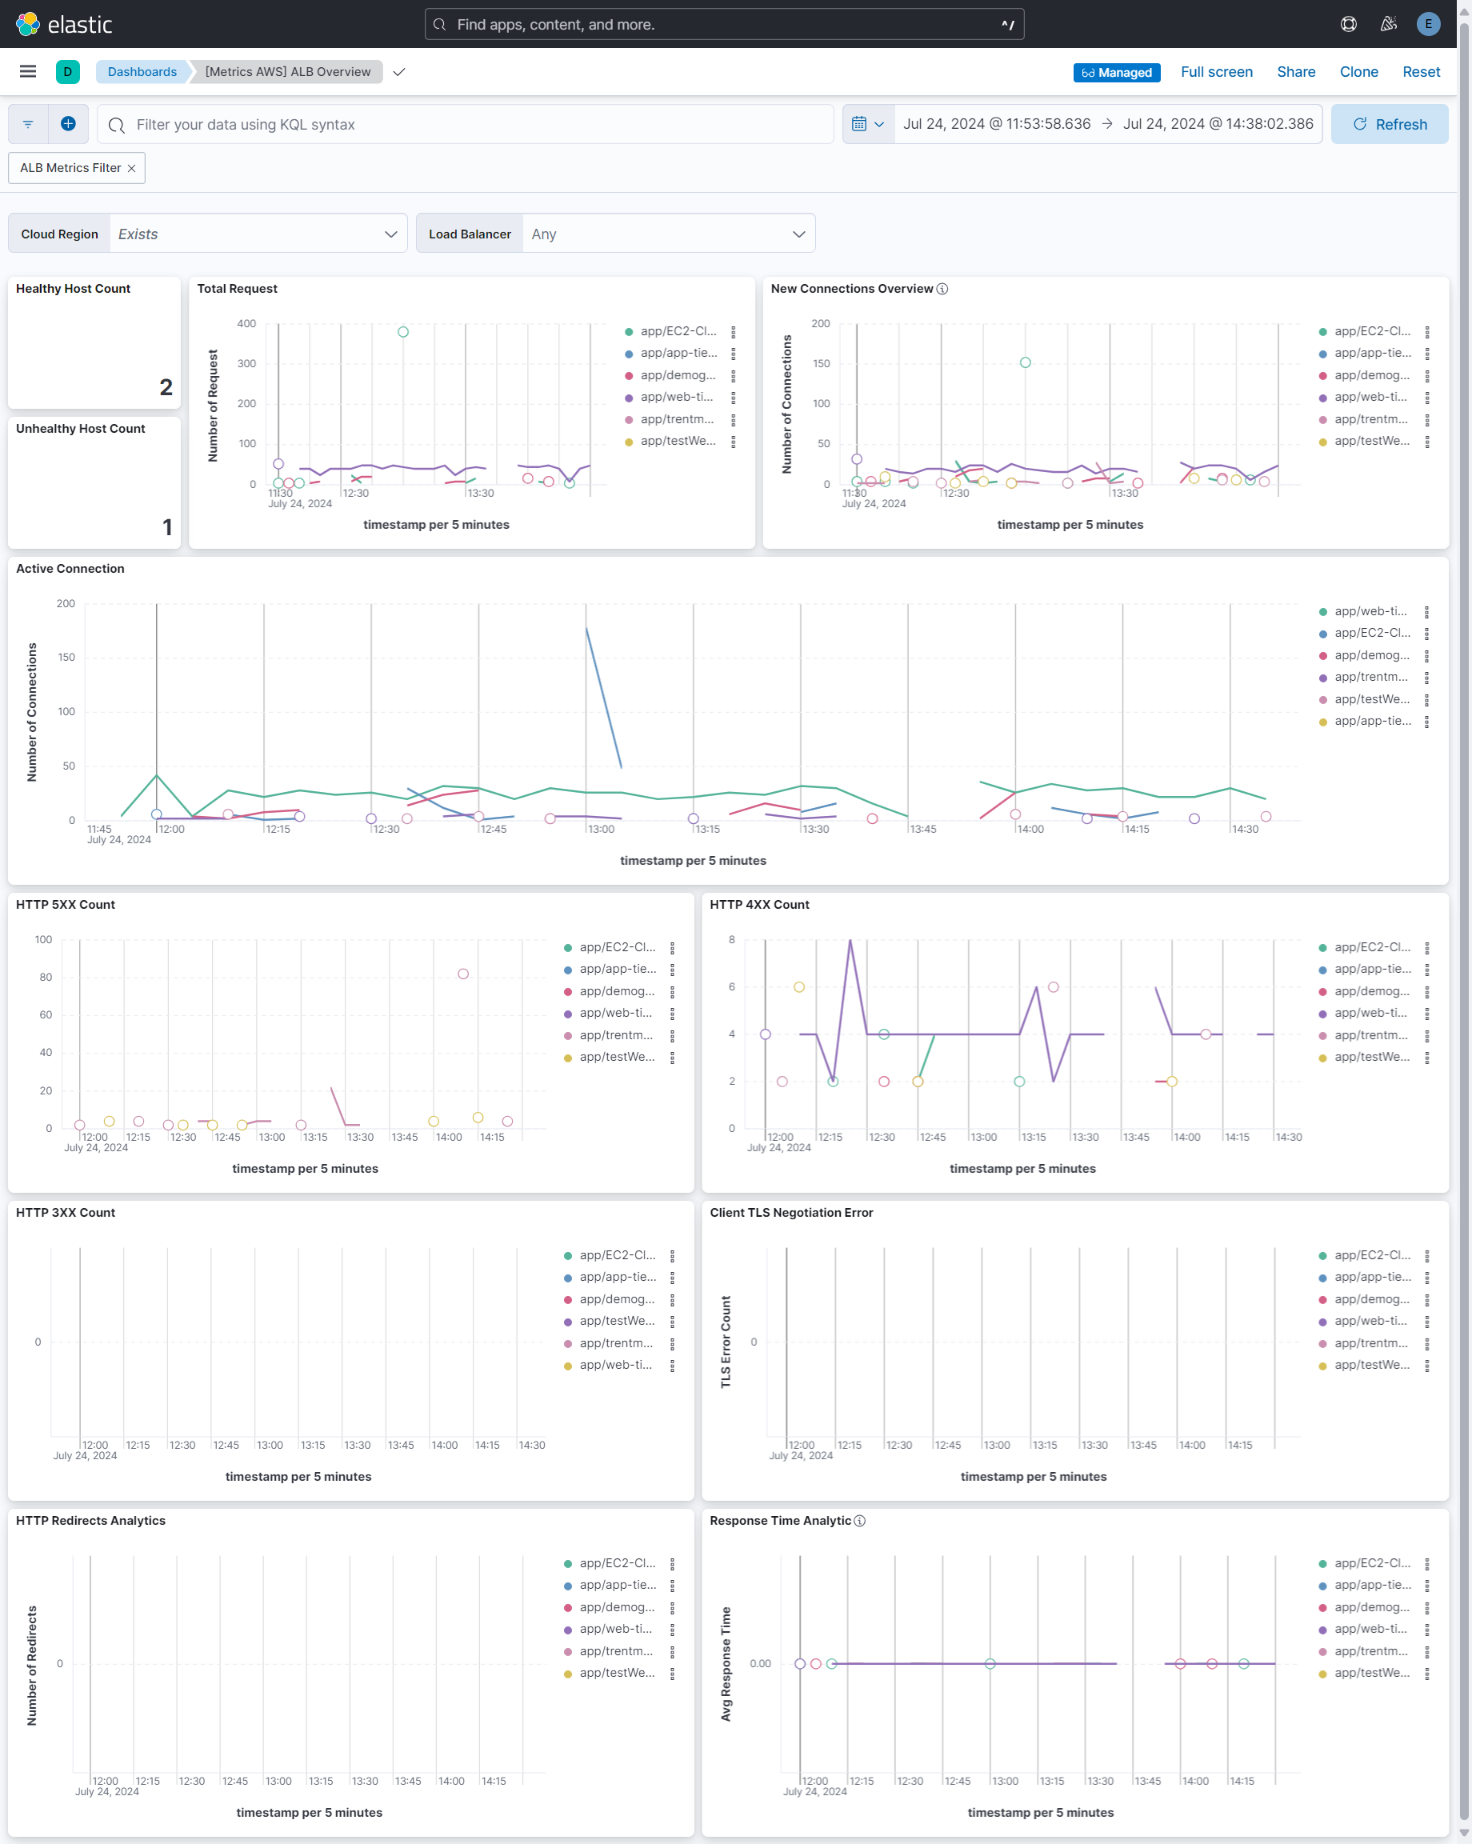 elastic
Find apps, content, and more.
^/
E
D
Dashboards
[Metrics AWS] ALB Overview
Managed
Full screen
Share
Clone
Reset
Filter your data using KQL syntax
Jul 24, 2024 @ 11:53:58.636 → Jul 24, 2024 @ 14:38:02.386
Refresh
ALB Metrics Filter ×
Cloud Region Exists
Load Balancer Any
Healthy Host Count
2
Unhealthy Host Count
1
Total Request
Number of Request
400
300
200
100
0
11:30 12:30 13:30
July 24, 2024
timestamp per 5 minutes
app/EC2-Cl...
app/app-tie...
app/demog...
app/web-ti...
app/trentm...
app/testWe...
New Connections Overview
Number of Connections
200
150
100
50
0
11:30 12:30 13:30
July 24, 2024
timestamp per 5 minutes
app/EC2-Cl...
app/app-tie...
app/demog...
app/web-ti...
app/trentm...
app/testWe...
Active Connection
Number of Connections
200
150
100
50
0
11:45 12:00 12:15 12:30 12:45 13:00 13:15 13:30 13:45 14:00 14:15 14:30
July 24, 2024
timestamp per 5 minutes
app/web-ti...
app/EC2-Cl...
app/demog...
app/trentm...
app/testWe...
app/app-tie...
HTTP 5XX Count
100
80
60
40
20
0
12:00 12:15 12:30 12:45 13:00 13:15 13:30 13:45 14:00 14:15
July 24, 2024
timestamp per 5 minutes
app/EC2-Cl...
app/app-tie...
app/demog...
app/web-ti...
app/trentm...
app/testWe...
HTTP 4XX Count
8
6
4
2
0
12:00 12:15 12:30 12:45 13:00 13:15 13:30 13:45 14:00 14:15 14:30
July 24, 2024
timestamp per 5 minutes
app/EC2-Cl...
app/app-tie...
app/demog...
app/web-ti...
app/trentm...
app/testWe...
HTTP 3XX Count
0
12:00 12:15 12:30 12:45 13:00 13:15 13:30 13:45 14:00 14:15 14:30
July 24, 2024
timestamp per 5 minutes
app/EC2-Cl...
app/app-tie...
app/demog...
app/testWe...
app/trentm...
app/web-ti...
Client TLS Negotiation Error
TLS Error Count
0
12:00 12:15 12:30 12:45 13:00 13:15 13:30 13:45 14:00 14:15
July 24, 2024
timestamp per 5 minutes
app/EC2-Cl...
app/app-tie...
app/demog...
app/web-ti...
app/trentm...
app/testWe...
HTTP Redirects Analytics
Number of Redirects
0
12:00 12:15 12:30 12:45 13:00 13:15 13:30 13:45 14:00 14:15
July 24, 2024
timestamp per 5 minutes
app/EC2-Cl...
app/app-tie...
app/demog...
app/web-ti...
app/trentm...
app/testWe...
Response Time Analytic
Avg Response Time
0.00
12:00 12:15 12:30 12:45 13:00 13:15 13:30 13:45 14:00 14:15
July 24, 2024
timestamp per 5 minutes
app/EC2-Cl...
app/app-tie...
app/demog...
app/web-ti...
app/trentm...
app/testWe...